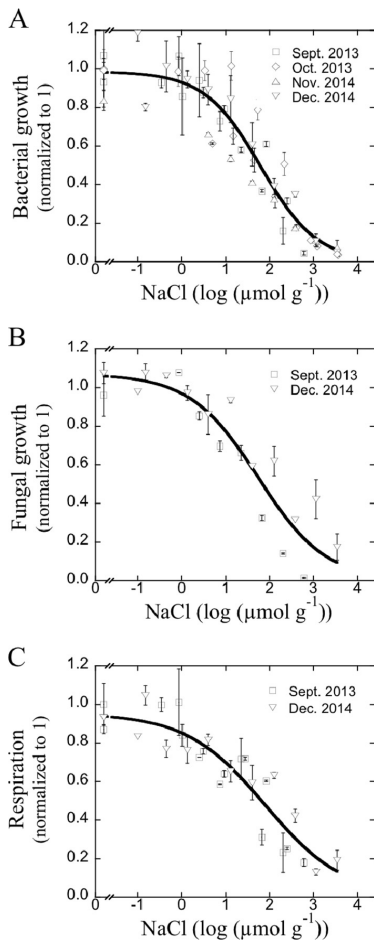 A
1.2
1.0
0.8
0.6
0.4
0.2
0.0
Bacterial growth
(normalized to 1)
Sept. 2013
Oct. 2013
Nov. 2014
Dec. 2014
-1 0 1 2 3 4
NaCl (log (µmol g⁻¹))
B
1.2
1.0
0.8
0.6
0.4
0.2
0.0
Fungal growth
(normalized to 1)
Sept. 2013
Dec. 2014
-1 0 1 2 3 4
NaCl (log (µmol g⁻¹))
C
1.2
1.0
0.8
0.6
0.4
0.2
0.0
Respiration
(normalized to 1)
Sept. 2013
Dec. 2014
-1 0 1 2 3 4
NaCl (log (µmol g⁻¹))